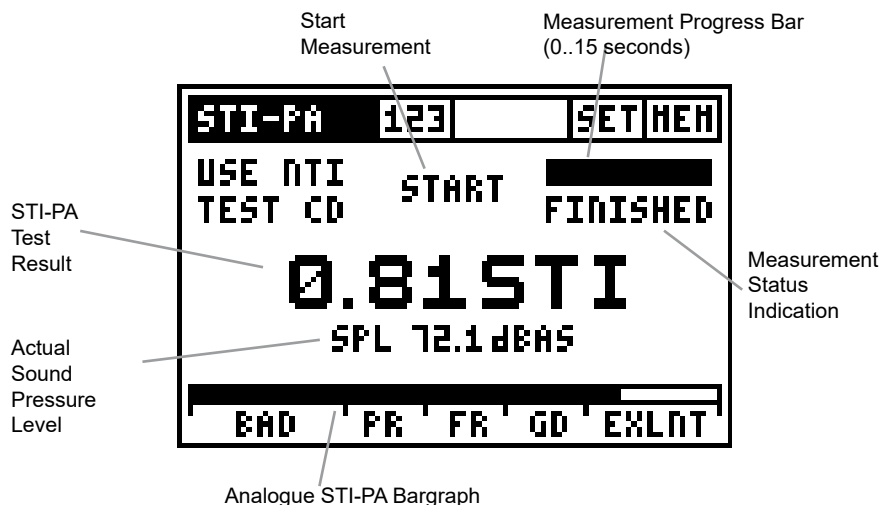 Start
Measurement
Measurement Progress Bar
(0..15 seconds)
STI-PA 123 SET MEM
USE NTI
TEST CD
START
FINISHED
STI-PA
Test
Result
0.81STI
Measurement
Status
Indication
SPL 72.1dBAS
Actual
Sound
Pressure
Level
BAD PR FR GD EXLNT
Analogue STI-PA Bargraph